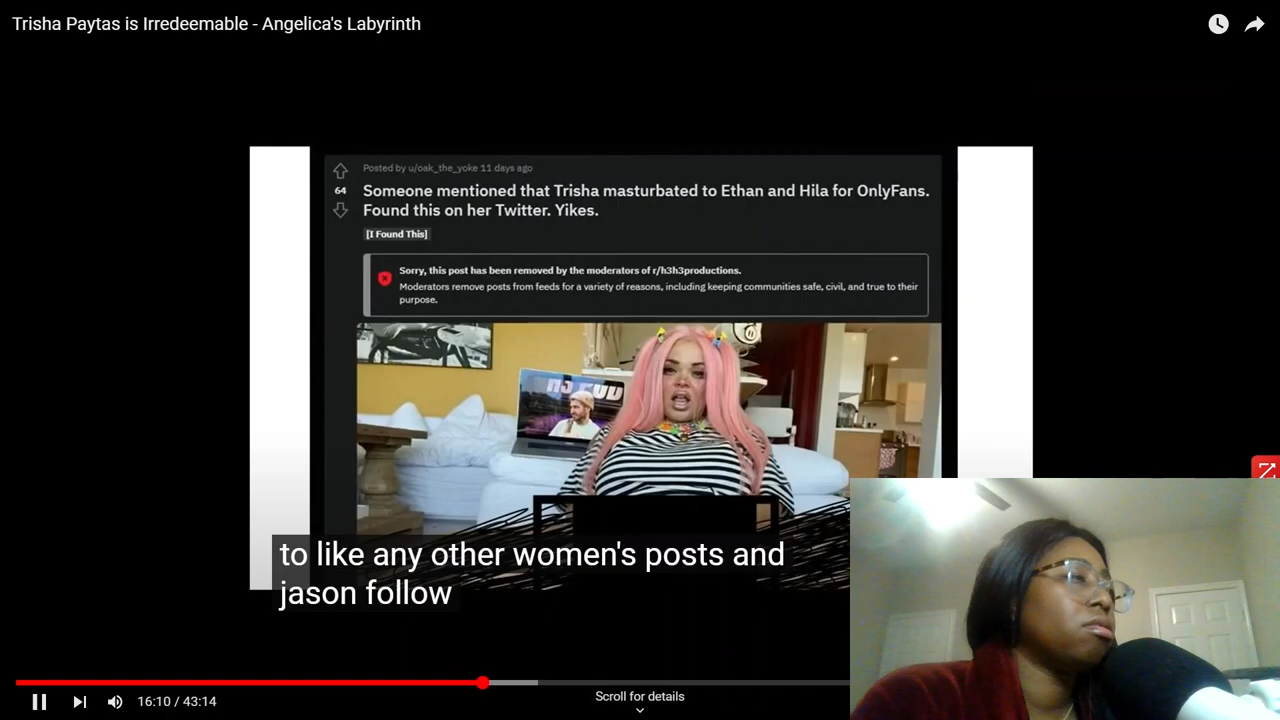 Trisha Paytas is Irredeemable - Angelica's Labyrinth
Posted by u/oak_the_yoke 11 days ago
64
Someone mentioned that Trisha masturbated to Ethan and Hila for OnlyFans.
Found this on her Twitter. Yikes.
[I Found This]
Sorry, this post has been removed by the moderators of r/h3h3productions.
Moderators remove posts from feeds for a variety of reasons, including keeping communities safe, civil, and true to their
purpose.
H3 POD
to like any other women's posts and
jason follow
16:10 / 43:14
Scroll for details